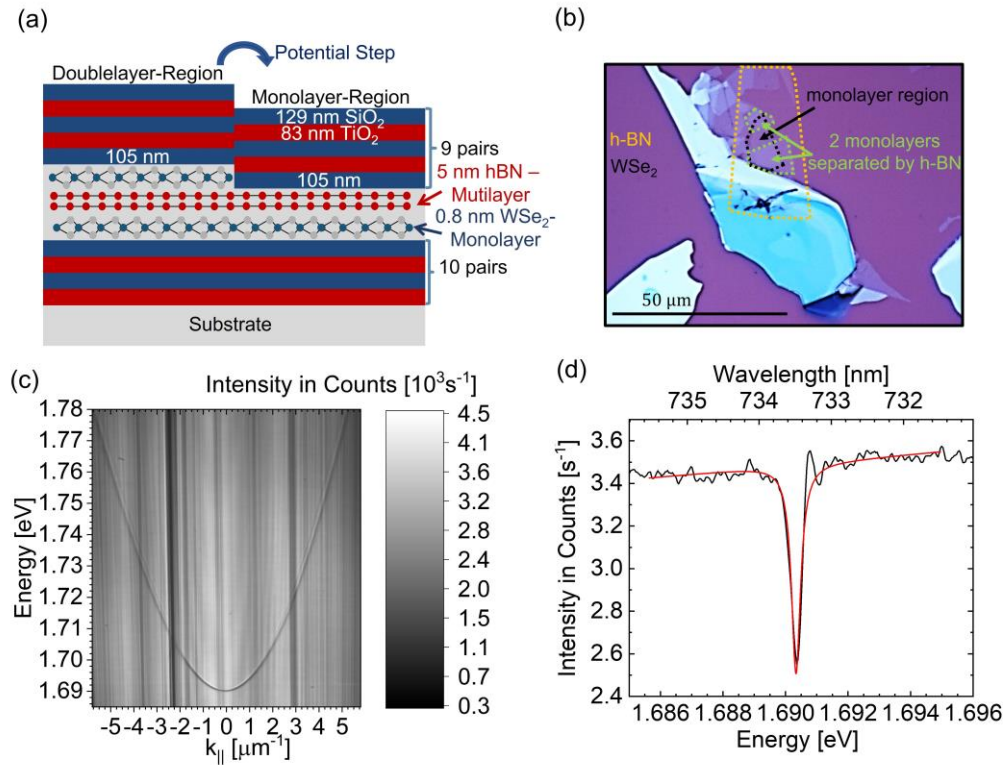 (a)
Potential Step
Doublelayer-Region
Monolayer-Region
129 nm SiO2
83 nm TiO2
9 pairs
105 nm
105 nm
5 nm hBN –
Mutilayer
0.8 nm WSe2-
Monolayer
10 pairs
Substrate
(b)
monolayer region
h-BN
WSe2
2 monolayers
separated by h-BN
50 μm
(c)
Intensity in Counts [10³s⁻¹]
Energy [eV]
1.78
1.77
1.76
1.75
1.74
1.73
1.72
1.71
1.70
1.69
-5 -4 -3 -2 -1 0 1 2 3 4 5
k|| [μm⁻¹]
4.5
4.1
3.4
2.9
2.4
2.0
1.6
1.1
0.7
0.3
(d)
Wavelength [nm]
735 734 733 732
Intensity in Counts [s⁻¹]
3.6
3.4
3.2
3.0
2.8
2.6
2.4
1.686 1.688 1.690 1.692 1.694 1.696
Energy [eV]